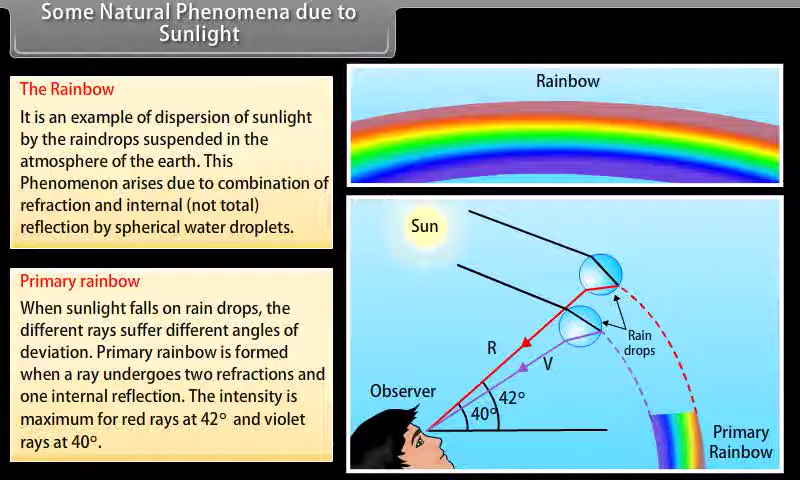 Some Natural Phenomena due to
Sunlight
The Rainbow
It is an example of dispersion of sunlight
by the raindrops suspended in the
atmosphere of the earth. This
Phenomenon arises due to combination of
refraction and internal (not total)
reflection by spherical water droplets.
Primary rainbow
When sunlight falls on rain drops, the
different rays suffer different angles of
deviation. Primary rainbow is formed
when a ray undergoes two refractions and
one internal reflection. The intensity is
maximum for red rays at 42° and violet
rays at 40°.
Rainbow
Sun
Rain
drops
R
V
Observer
42°
40°
Primary
Rainbow